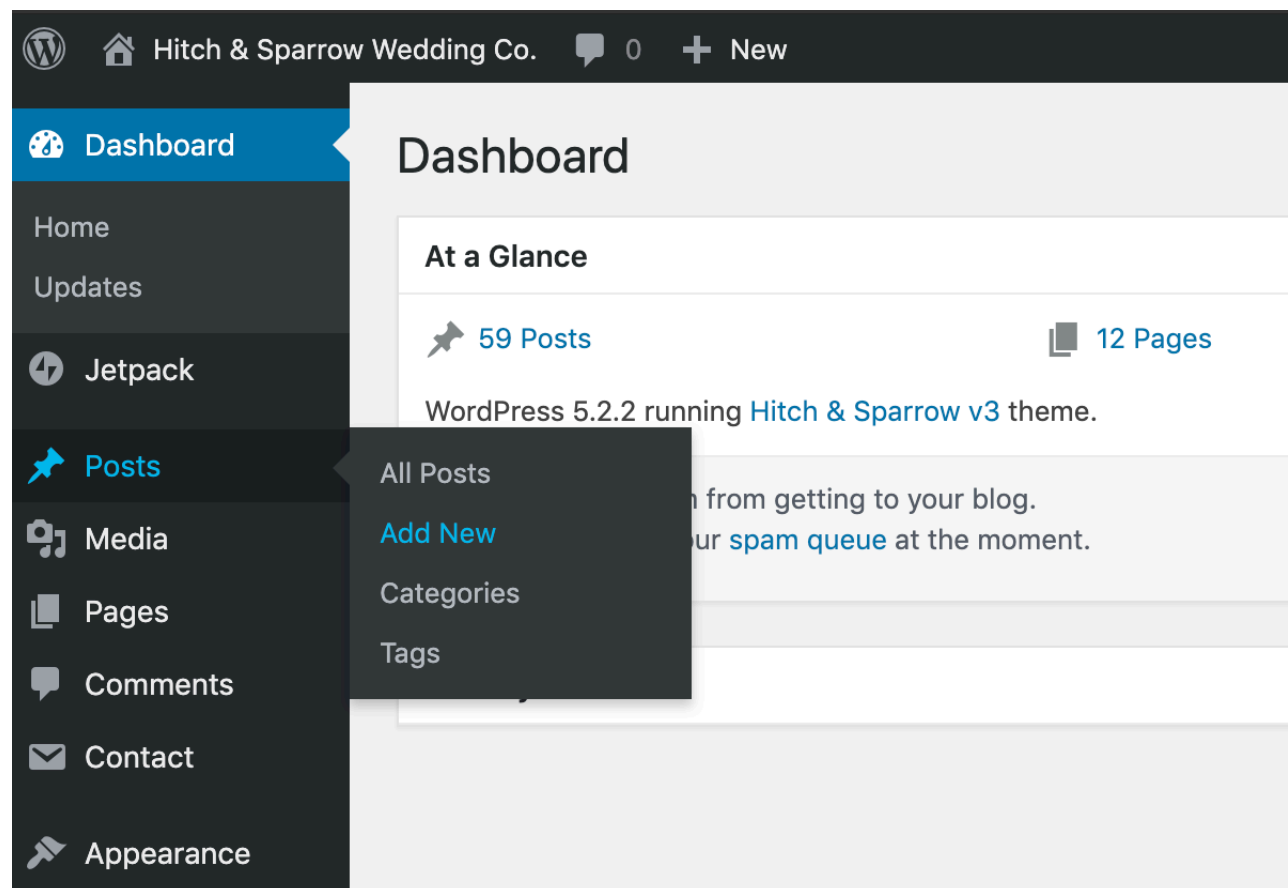 Hitch & Sparrow Wedding Co. 0 New
Dashboard
Home
Updates
Jetpack
Posts
Media
Pages
Comments
Contact
Appearance
All Posts
Add New
Categories
Tags
Dashboard
At a Glance
59 Posts 12 Pages
WordPress 5.2.2 running Hitch & Sparrow v3 theme.
from getting to your blog.
spam queue at the moment.